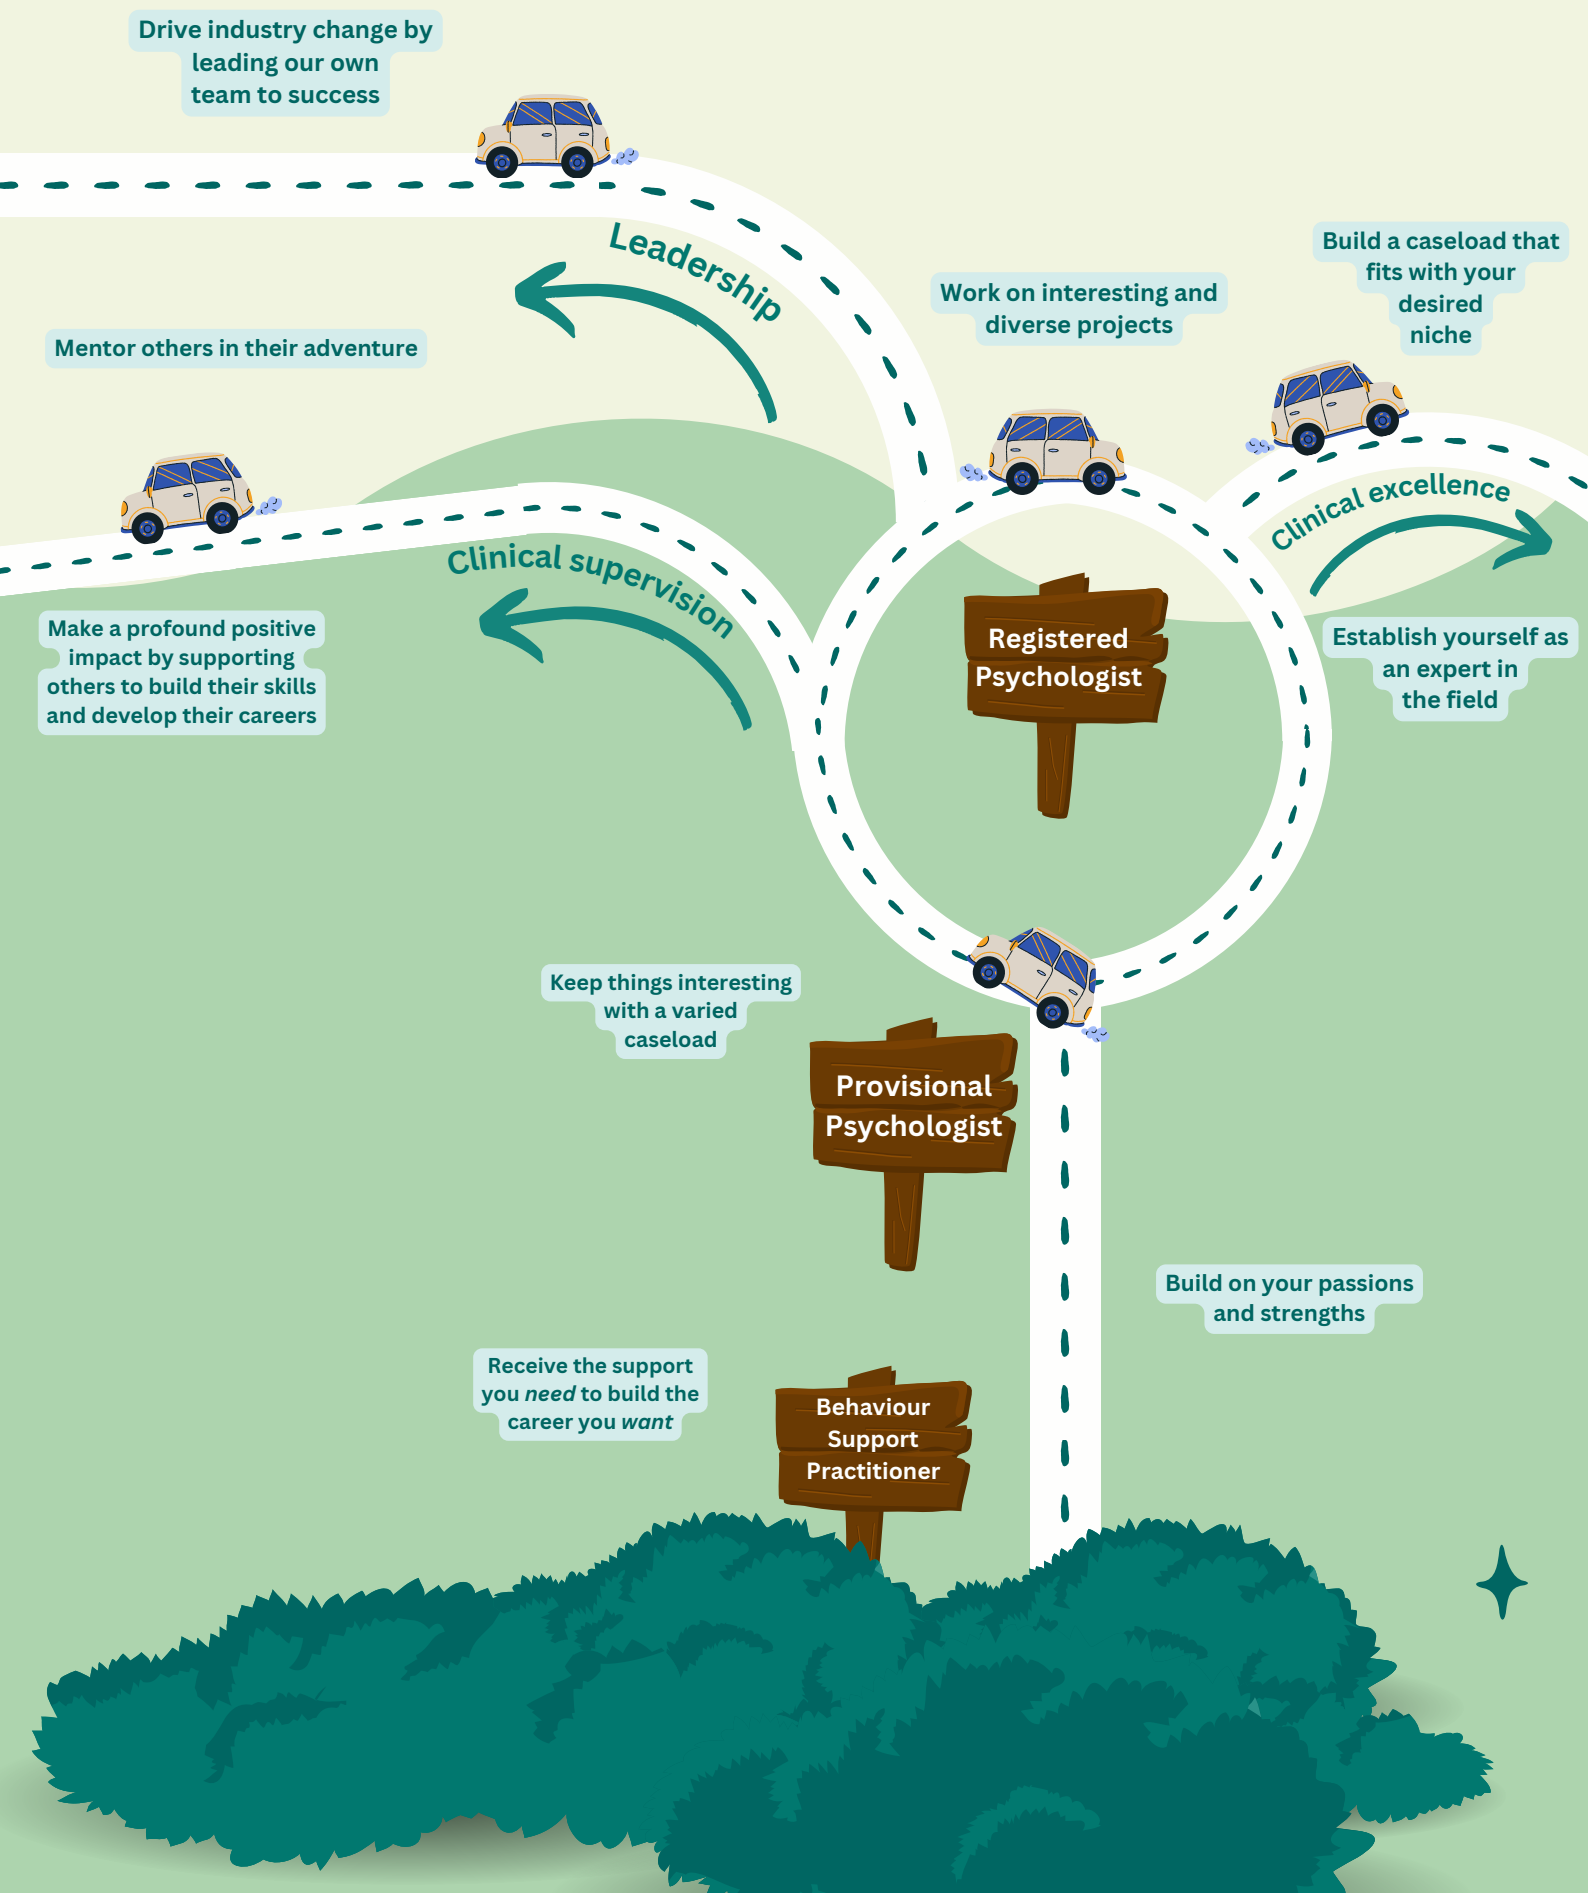 Drive industry change by
leading our own
team to success
Leadership
Build a caseload that
fits with your
desired
niche
Work on interesting and
diverse projects
Mentor others in their adventure
Clinical excellence
Clinical supervision
Make a profound positive
impact by supporting
others to build their skills
and develop their careers
Registered
Psychologist
Establish yourself as
an expert in
the field
Keep things interesting
with a varied
caseload
Provisional
Psychologist
Build on your passions
and strengths
Receive the support
you need to build the
career you want
Behaviour
Support
Practitioner